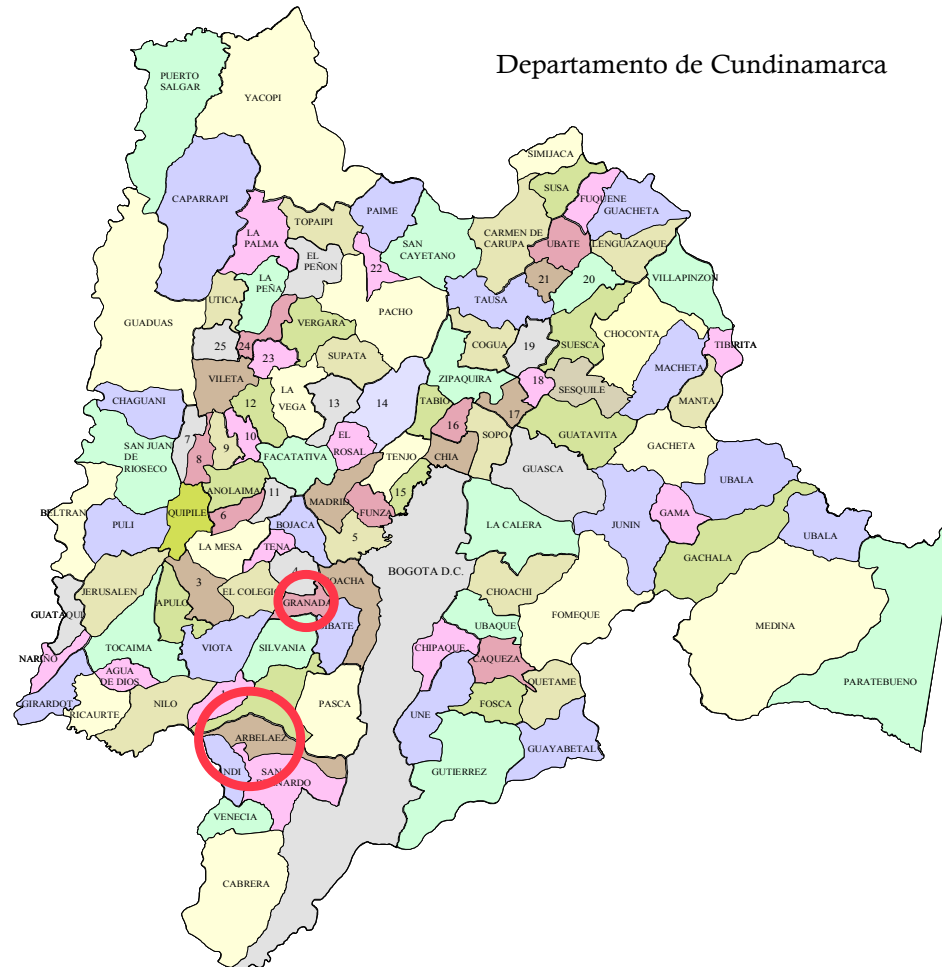 Departamento de Cundinamarca
PUERTO
SALGAR
YACOPI
SIMIJACA
SUSA
FUQUENE
GUACHETA
CAPARRAPI
PAIME
TOPAIPI
LA
PALMA
CARMEN DE
CARUPA
UBATE
LENGUAZAQUE
SAN
CAYETANO
EL
PEÑON
22
21
20
VILLAPINZON
LA
PEÑA
UTICA
TAUSA
PACHO
GUADUAS
VERGARA
CHOCONTA
25
24
23
COGUA
19
SUESCA
TIBIRITA
SUPATA
MACHETA
VILETA
ZIPAQUIRA
18
SESQUILE
CHAGUANI
12
LA
VEGA
13
14
TABIO
MANTA
17
16
7
10
EL
ROSAL
SOPO
GUATAVITA
SAN JUAN
DE
RIOSECO
9
8
FACATATIVA
TENJO
CHIA
GACHETA
GUASCA
UBALA
ANOLAIMA
11
15
MADRID
BELTRAN
QUIPILE
6
FUNZA
GAMA
PULI
BOJACA
LA CALERA
JUNIN
UBALA
5
LA MESA
TENA
GACHALA
4
BOGOTA D.C.
3
OACHA
JERUSALEN
EL COLEGIO
CHOACHI
APULO
GRANADA
GUATAQUI
FOMEQUE
IBATE
MEDINA
UBAQUE
TOCAIMA
VIOTA
SILVANIA
CHIPAQUE
NARIÑO
CAQUEZA
AGUA
DE DIOS
QUETAME
PARATEBUENO
GIRARDOT
NILO
PASCA
FOSCA
RICAURTE
UNE
ARBELAEZ
GUAYABETAL
GUTIERREZ
NDI
SAN
NARDO
VENECIA
CABRERA